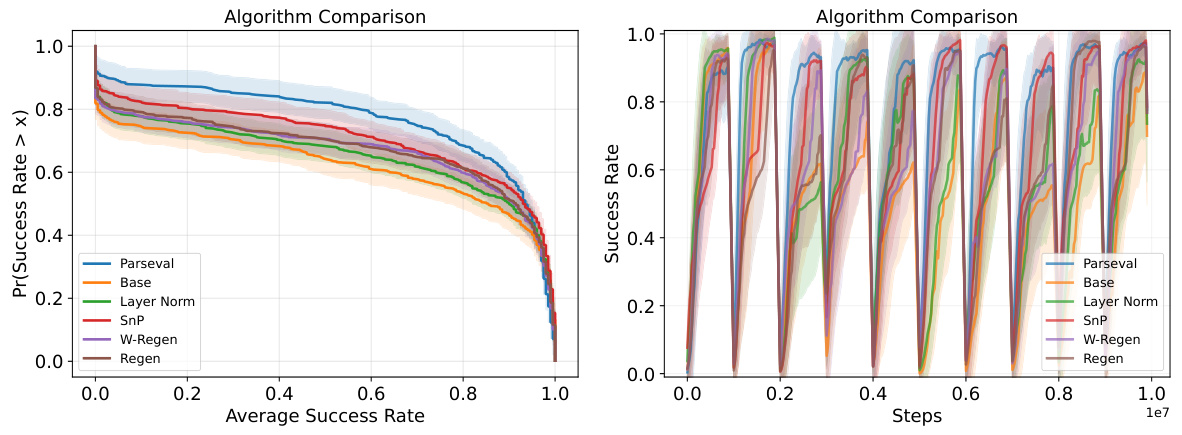 Algorithm Comparison
Pr(Success Rate > x)
1.0
0.8
0.6
0.4
0.2
0.0
Parseval
Base
Layer Norm
SnP
W-Regen
Regen
0.0 0.2 0.4 0.6 0.8 1.0
Average Success Rate
Algorithm Comparison
Success Rate
1.0
0.8
0.6
0.4
0.2
0.0
Parseval
Base
Layer Norm
SnP
W-Regen
Regen
0.0 0.2 0.4 0.6 0.8 1.0
1e7
Steps